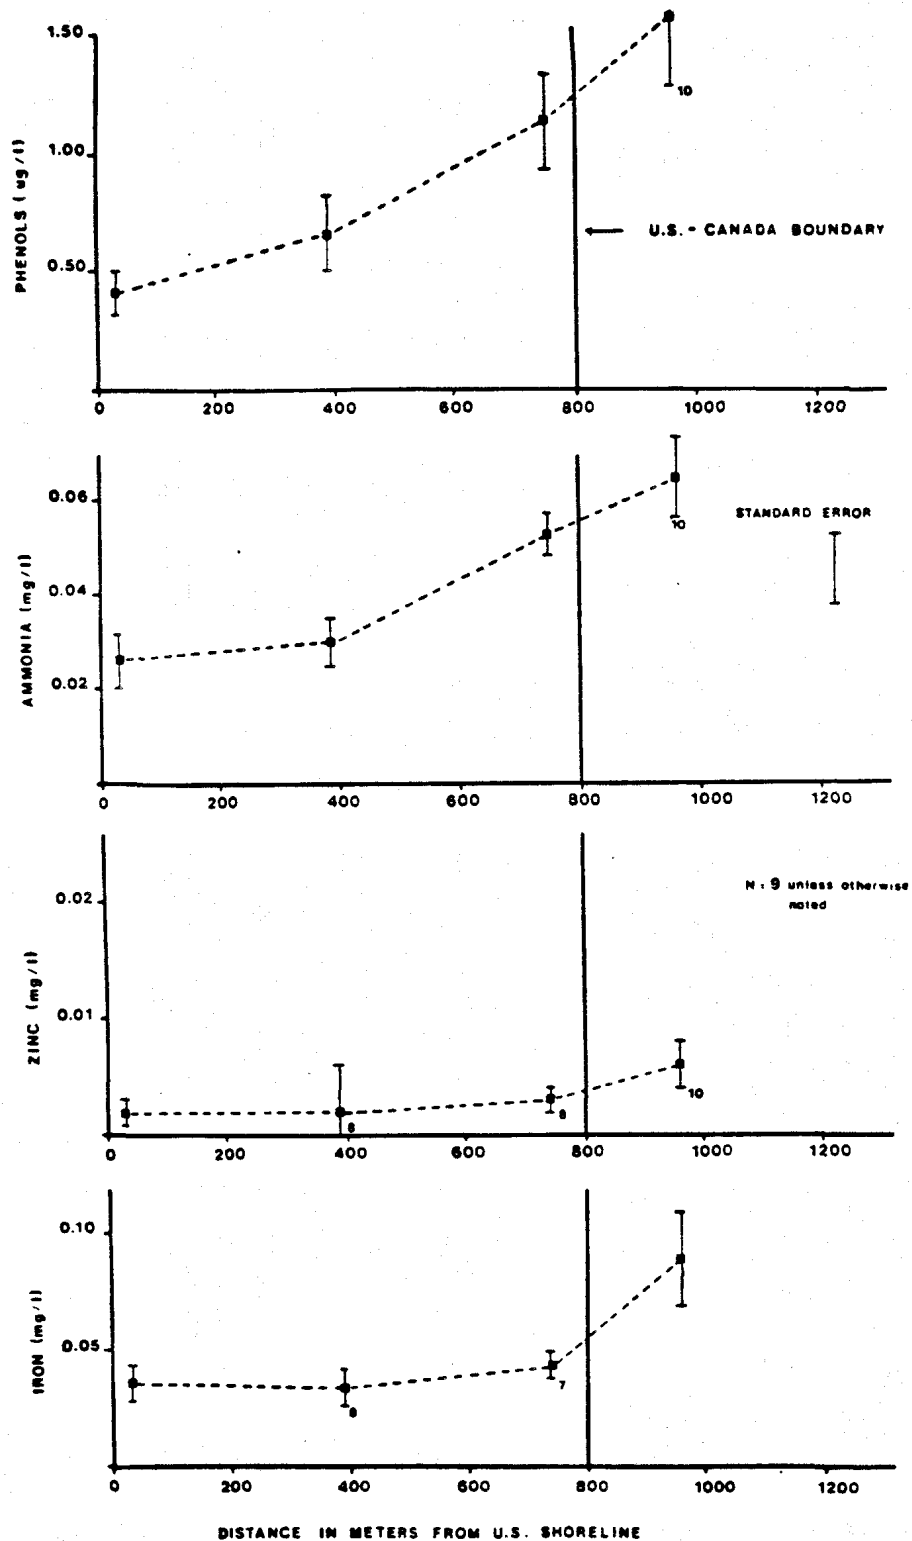 1.50
1.00
0.50
PHENOLS (ug/l)
10
U.S. - CANADA BOUNDARY
0 200 400 600 800 1000 1200
0.06
0.04
0.02
AMMONIA (mg/l)
10
STANDARD ERROR
0 200 400 600 800 1000 1200
0.02
0.01
ZINC (mg/l)
N = 9 unless otherwise
noted
10
0 200 400 600 800 1000 1200
0.10
0.05
IRON (mg/l)
7
0 200 400 600 800 1000 1200
DISTANCE IN METERS FROM U.S. SHORELINE